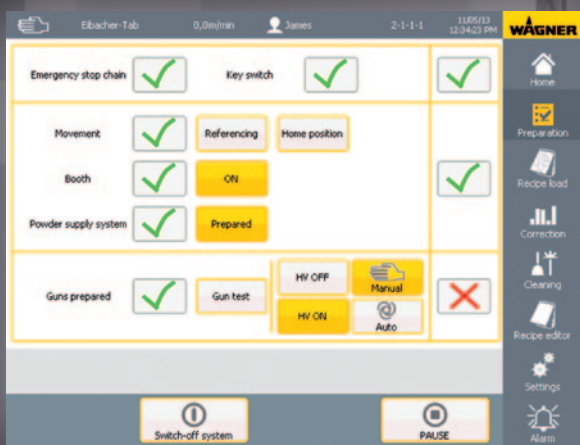 Eibacher-Tab 0,0m/min James 2-1-1-1 11/05/13 12:34:23 PM
WAGNER
Emergency stop chain Key switch
Home
Movement Referencing Home position
Preparation
Booth ON
Recipe load
Powder supply system Prepared
Correction
Guns prepared Gun test HV OFF Manual
Cleaning
HV ON Auto
Recipe editor
Settings
Switch-off system PAUSE
Alarm